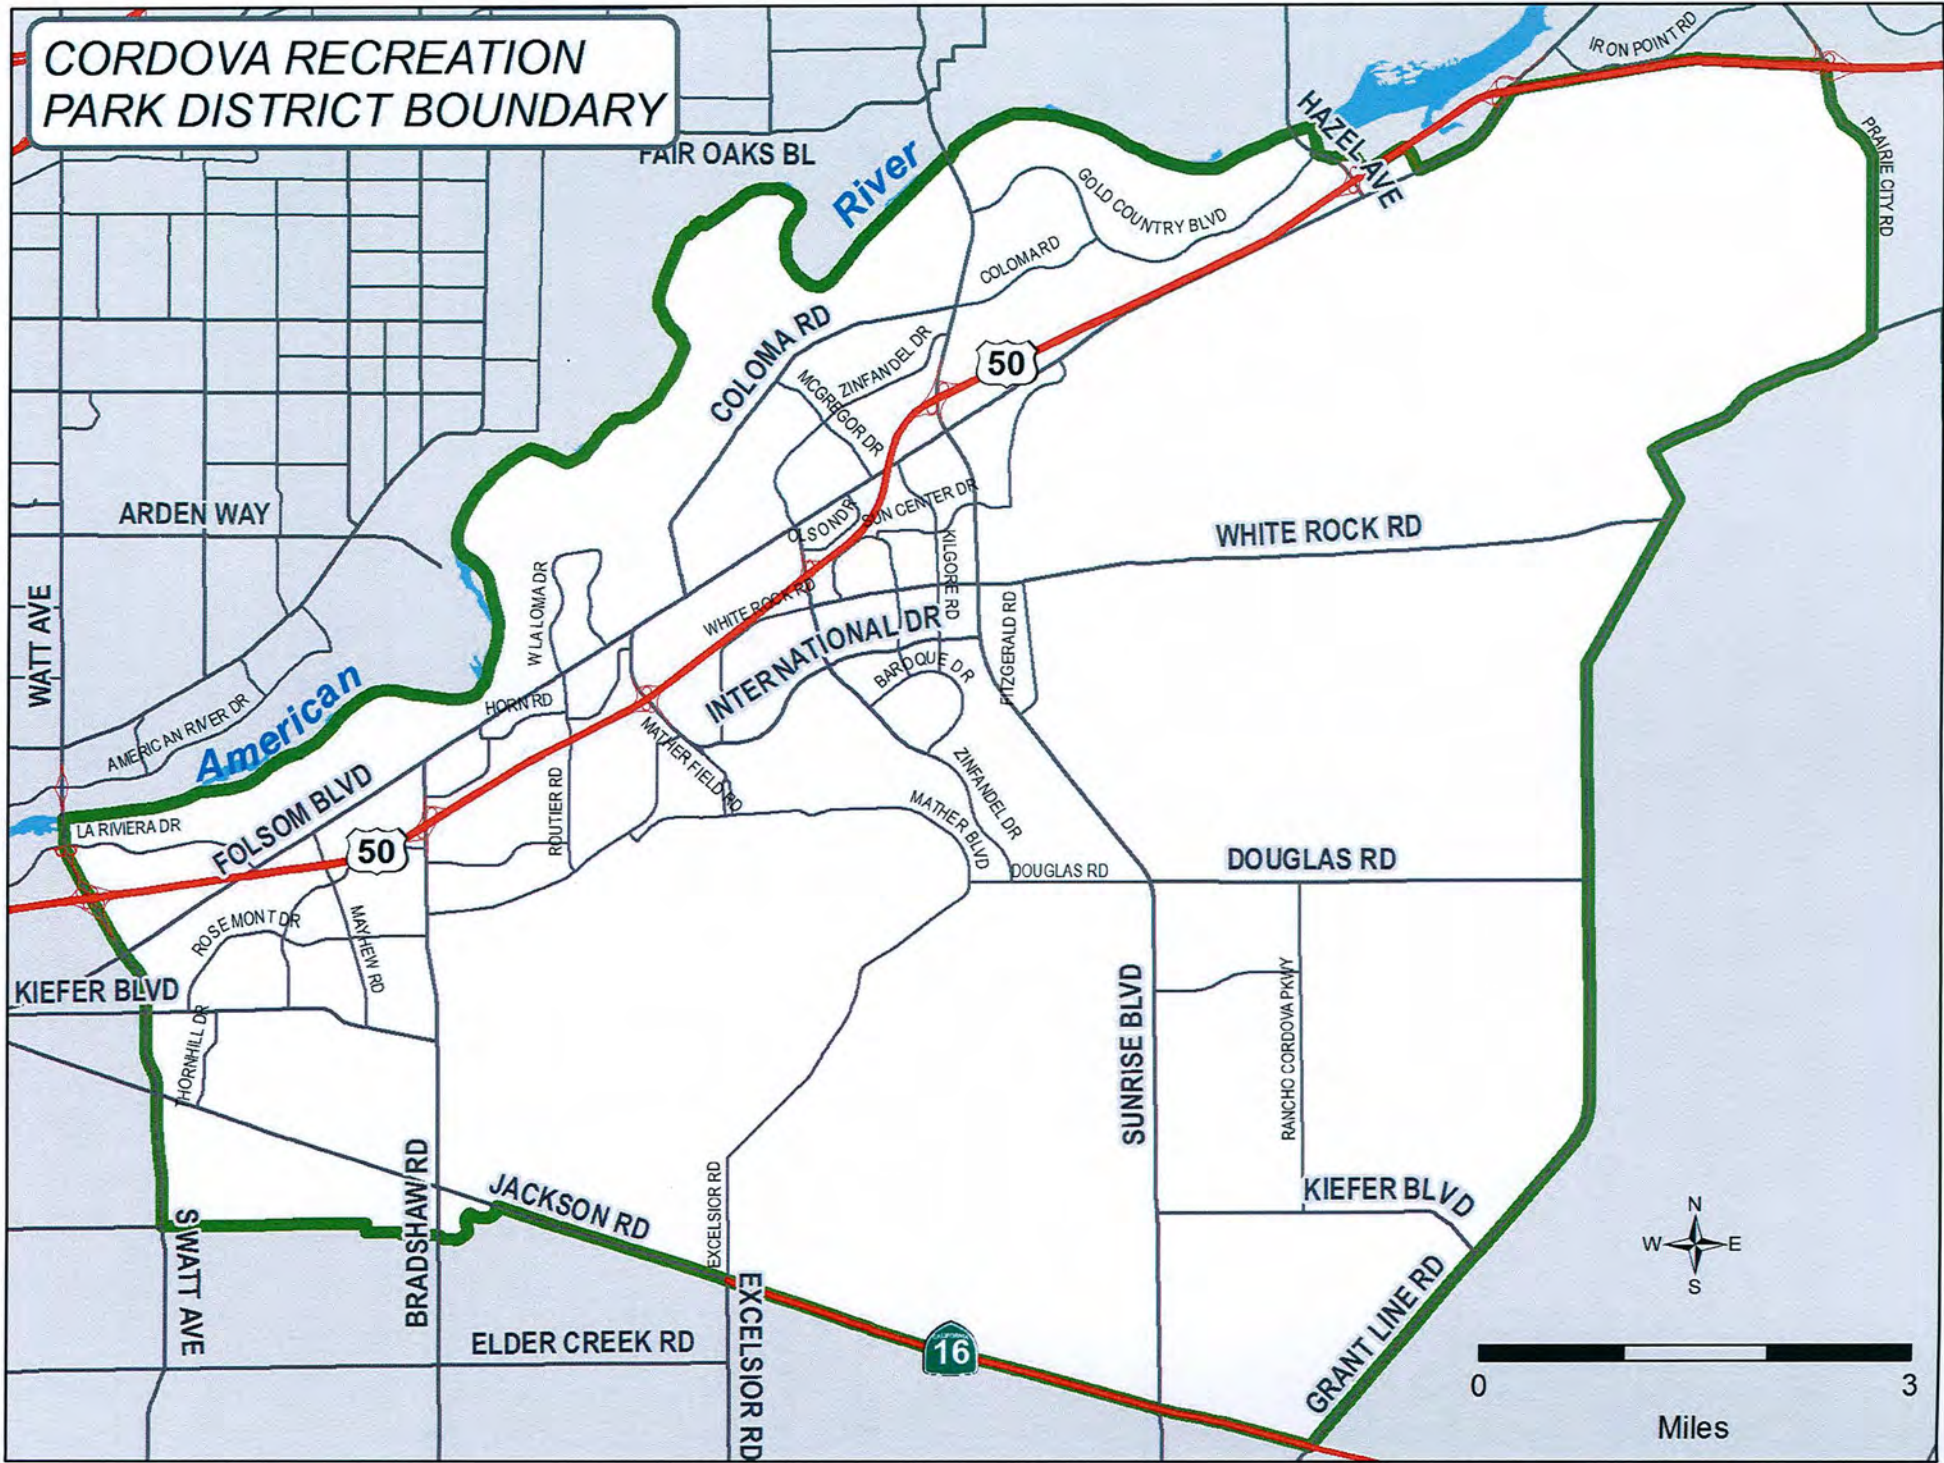 CORDOVA RECREATION
PARK DISTRICT BOUNDARY
IRON POINT RD
HAZEL AVE
PRAIRIE CITY RD
FAIR OAKS BL
River
GOLD COUNTRY BLVD
COLOMA RD
COLOMA RD
ZINFANDEL DR
50
MCGREGOR DR
ARDEN WAY
OLSON DR
SUN CENTER DR
WHITE ROCK RD
KILGORE RD
W LA LOMA DR
WATT AVE
WHITE ROCK RD
INTERNATIONAL DR
FITZGERALD RD
BAROQUE DR
American
AMERICAN RIVER DR
HORN RD
MATHER FIELD RD
ZINFANDEL DR
MATHER BLVD
ROUTIER RD
FOLSOM BLVD
LA RIVIERA DR
50
DOUGLAS RD
DOUGLAS RD
ROSEMONT DR
MAYHEW RD
KIEFER BLVD
THORNHILL DR
SUNRISE BLVD
RANCHO CORDOVA PKWY
BRADSHAW RD
JACKSON RD
EXCELSIOR RD
KIEFER BLVD
S WATT AVE
N
W
E
S
EXCELSIOR RD
ELDER CREEK RD
CALIFORNIA
16
GRANT LINE RD
0
3
Miles